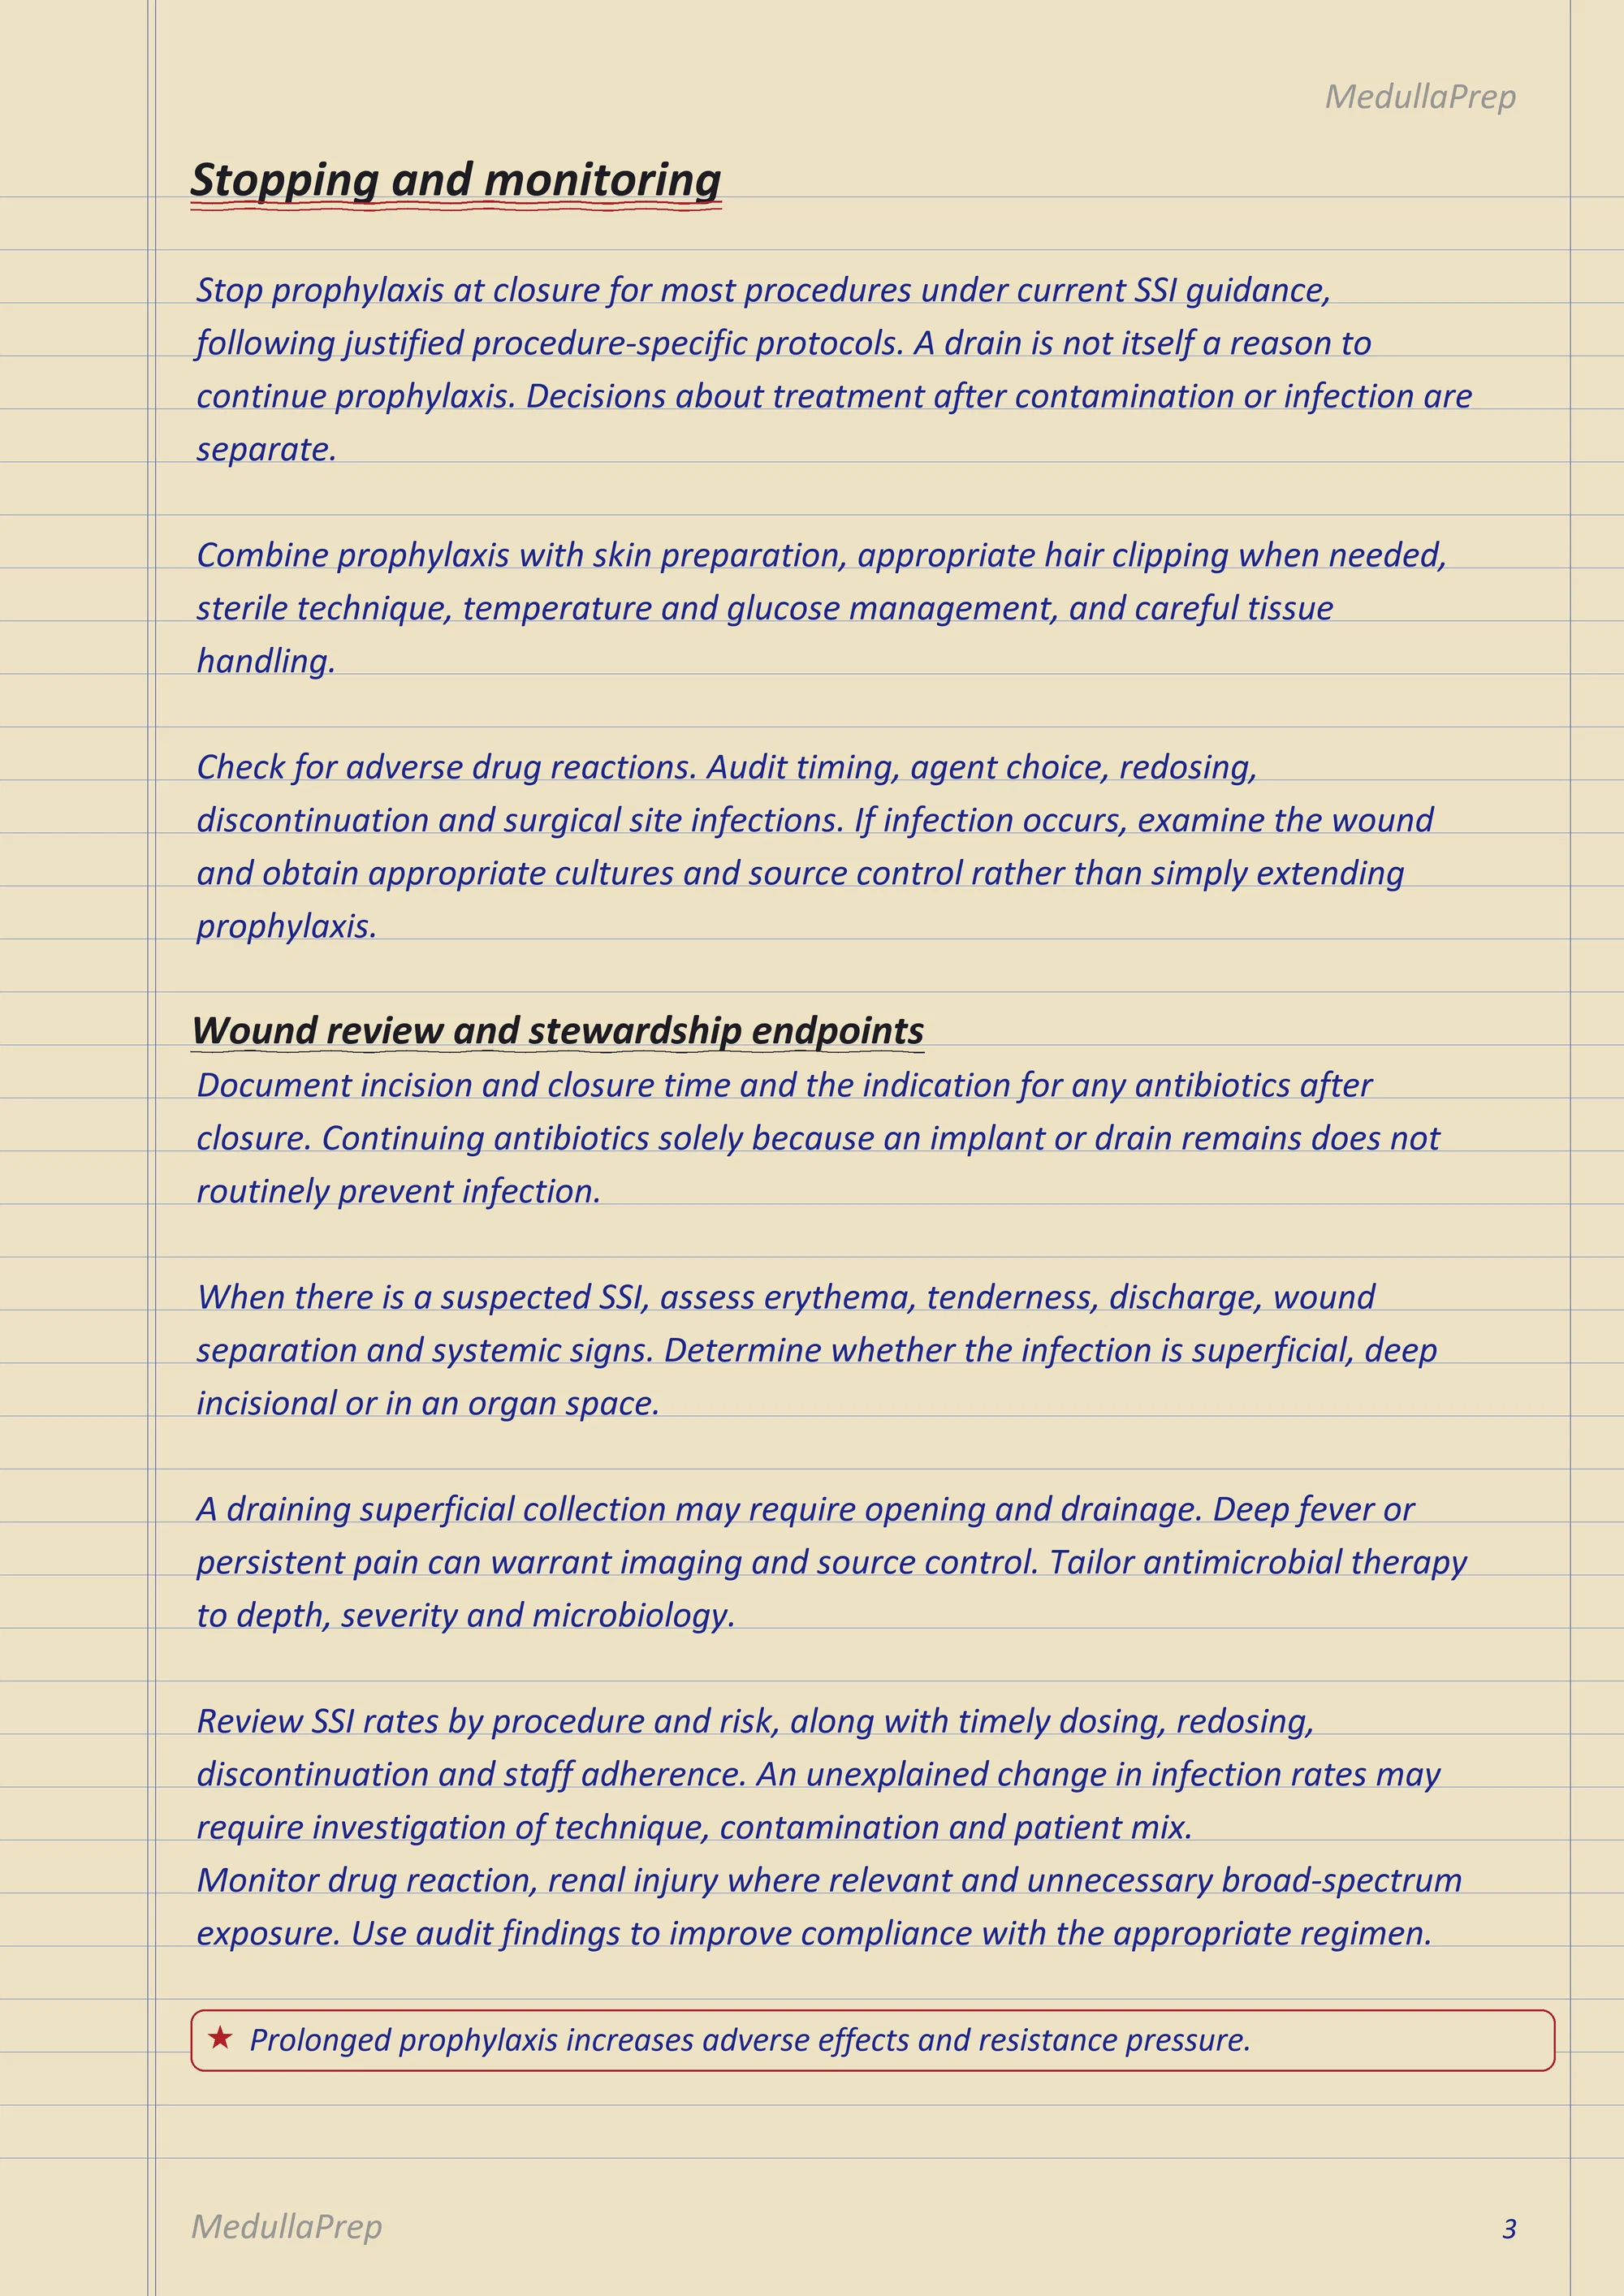 MedullaPrep
Stopping and monitoring
Stop prophylaxis at closure for most procedures under current SSI guidance,
following justified procedure-specific protocols. A drain is not itself a reason to
continue prophylaxis. Decisions about treatment after contamination or infection are
separate.
Combine prophylaxis with skin preparation, appropriate hair clipping when needed,
sterile technique, temperature and glucose management, and careful tissue
handling.
Check for adverse drug reactions. Audit timing, agent choice, redosing,
discontinuation and surgical site infections. If infection occurs, examine the wound
and obtain appropriate cultures and source control rather than simply extending
prophylaxis.
Wound review and stewardship endpoints
Document incision and closure time and the indication for any antibiotics after
closure. Continuing antibiotics solely because an implant or drain remains does not
routinely prevent infection.
When there is a suspected SSI, assess erythema, tenderness, discharge, wound
separation and systemic signs. Determine whether the infection is superficial, deep
incisional or in an organ space.
A draining superficial collection may require opening and drainage. Deep fever or
persistent pain can warrant imaging and source control. Tailor antimicrobial therapy
to depth, severity and microbiology.
Review SSI rates by procedure and risk, along with timely dosing, redosing,
discontinuation and staff adherence. An unexplained change in infection rates may
require investigation of technique, contamination and patient mix.
Monitor drug reaction, renal injury where relevant and unnecessary broad-spectrum
exposure. Use audit findings to improve compliance with the appropriate regimen.
★ Prolonged prophylaxis increases adverse effects and resistance pressure.
MedullaPrep
3